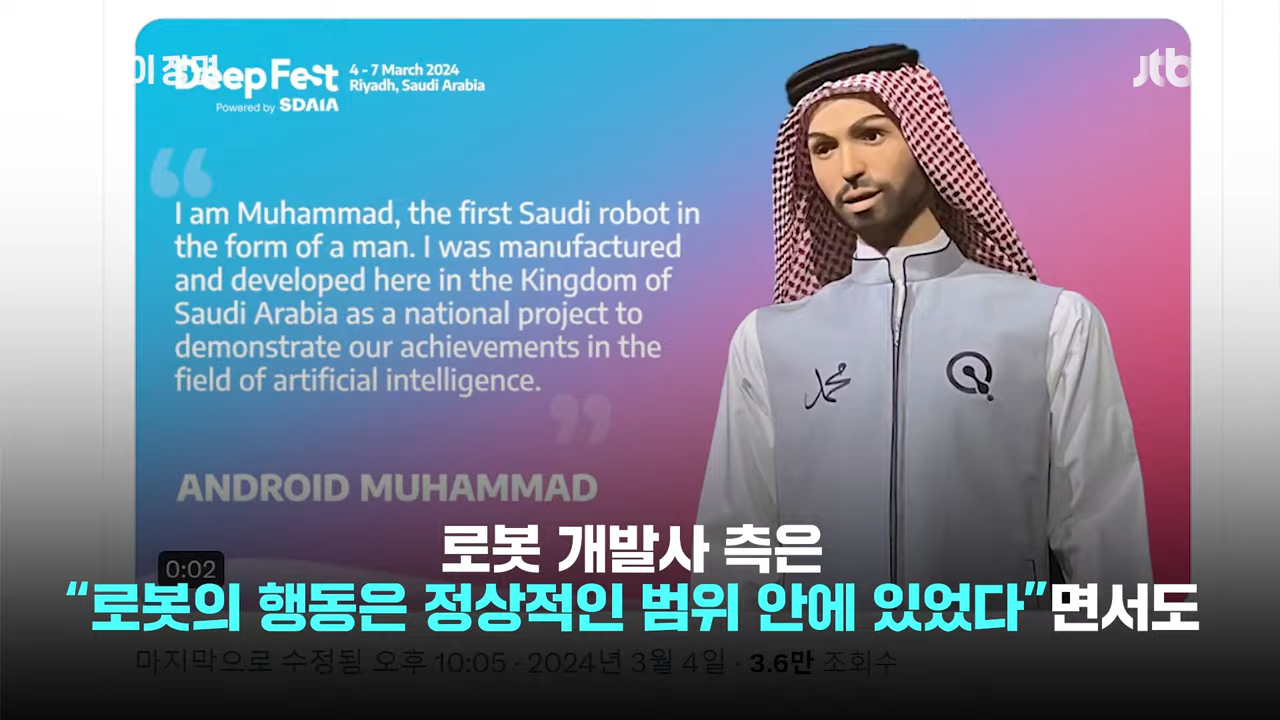 DeepFest
4 - 7 March 2024
Riyadh, Saudi Arabia
Powered by SDAIA
jtb
“
I am Muhammad, the first Saudi robot in
the form of a man. I was manufactured
and developed here in the Kingdom of
Saudi Arabia as a national project to
demonstrate our achievements in the
field of artificial intelligence.
”
محمد
ANDROID MUHAMMAD
0:02
로봇 개발사 측은
“로봇의 행동은 정상적인 범위 안에 있었다”면서도
마지막으로 수정됨 오후 10:05 · 2024년 3월 4일 · 3.6만 조회수